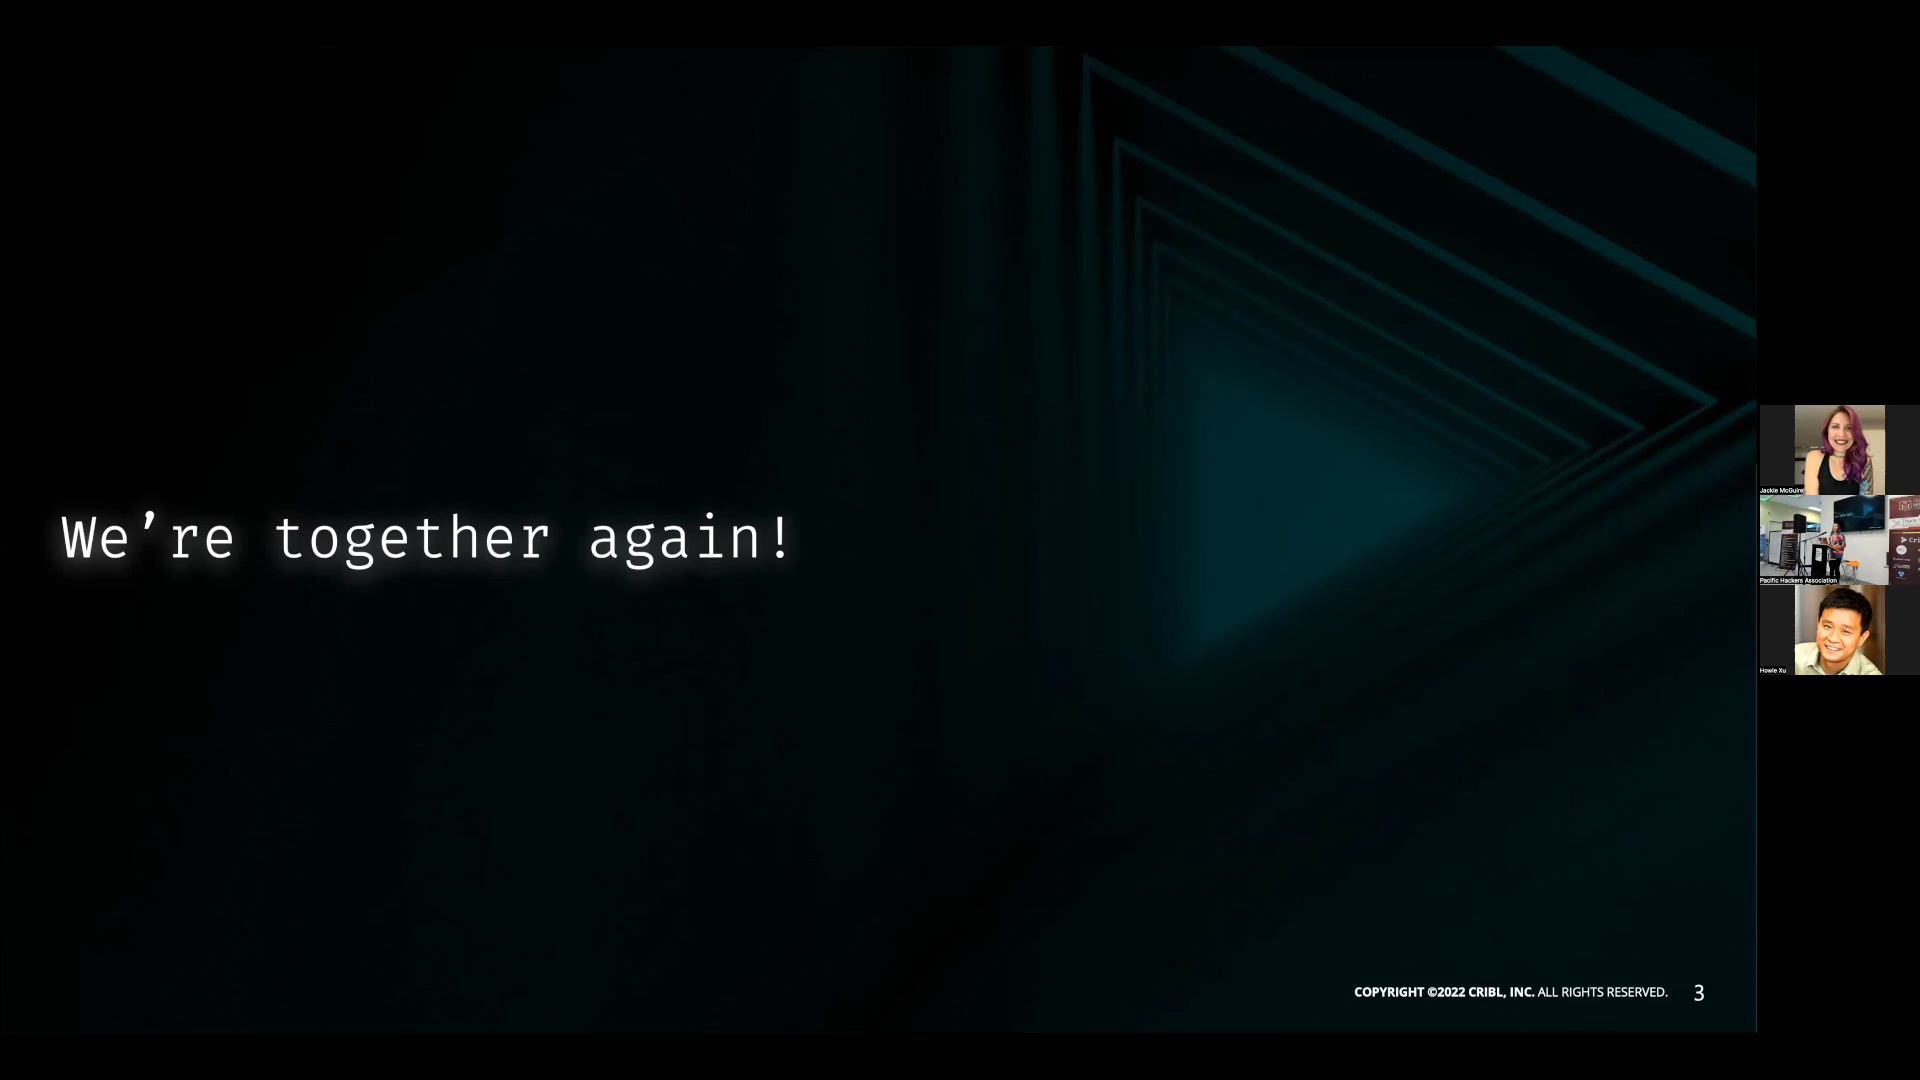 We’re together again!
COPYRIGHT ©2022 CRIBL, INC. ALL RIGHTS RESERVED. 3
Jackie McGuire
Pacific Hackers Association
Howie Xu